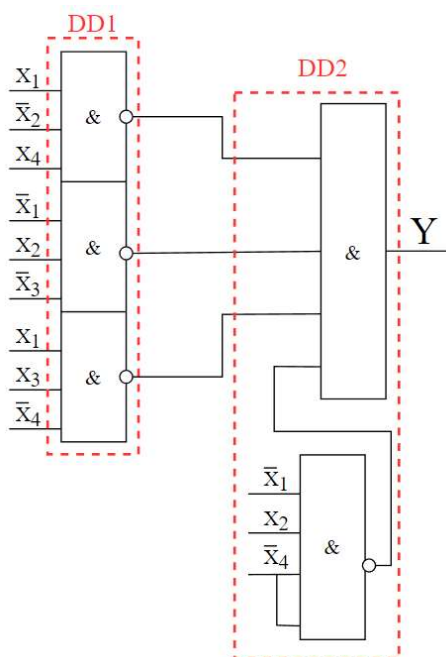 DD1
X₁
X̅₂
X₄
&
X̅₁
X₂
X̅₃
&
X₁
X₃
X̅₄
&
DD2
&
Y
X̅₁
X₂
X̅₄
&